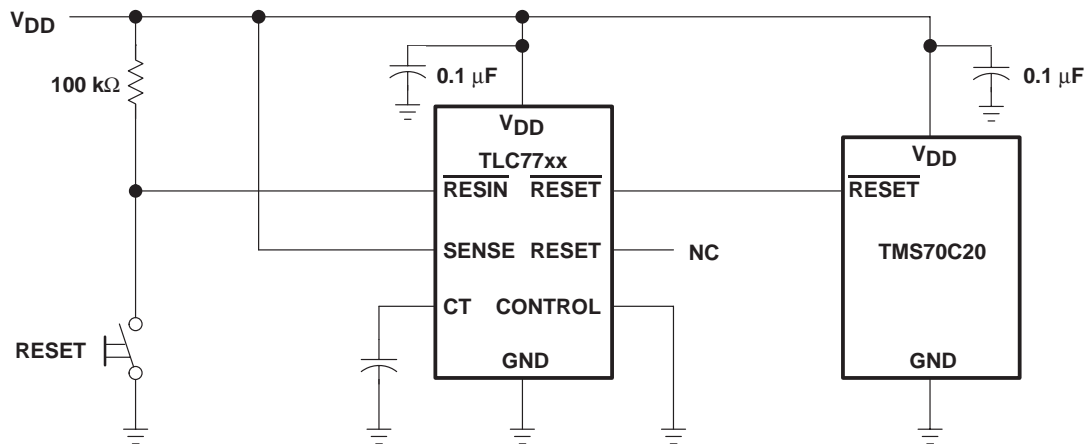 VDD
100 kΩ
0.1 μF
0.1 μF
VDD
TLC77xx
RESIN RESET
SENSE RESET
CT CONTROL
GND
NC
VDD
RESET
TMS70C20
GND
RESET